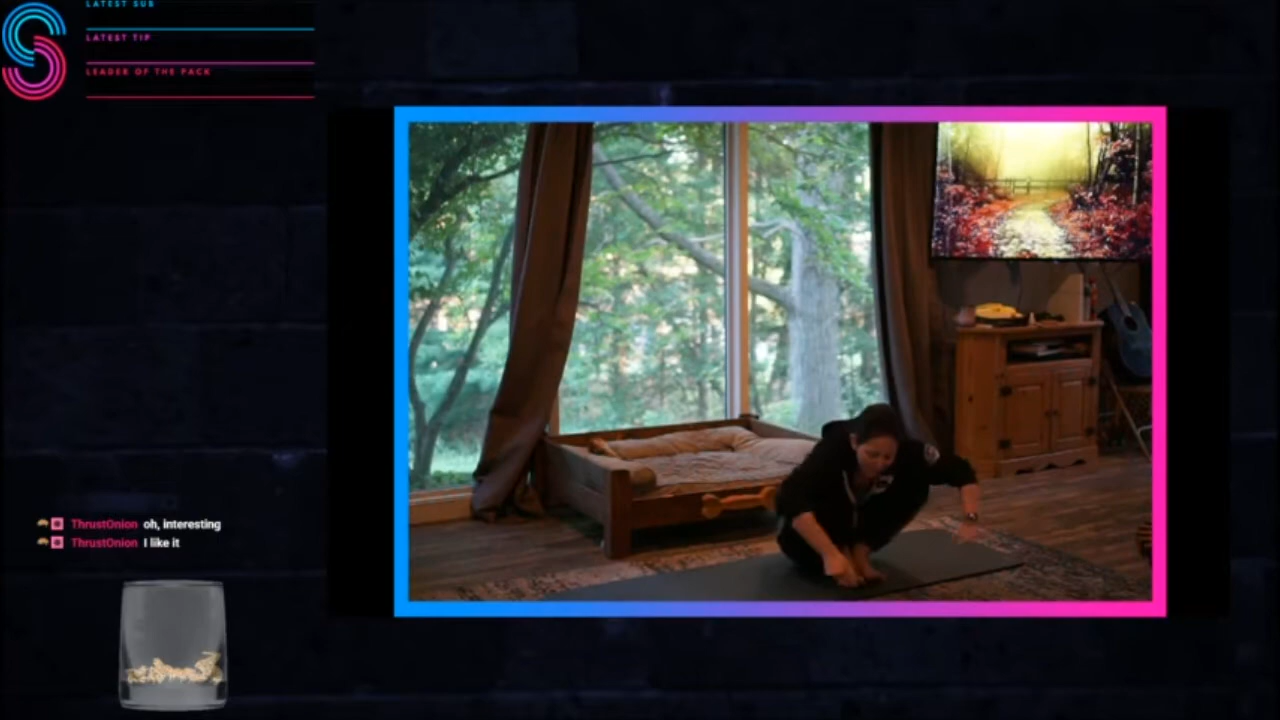 LATEST SUB
LATEST TIP
LEADER OF THE PACK
ThrustOnion oh, interesting
ThrustOnion I like it